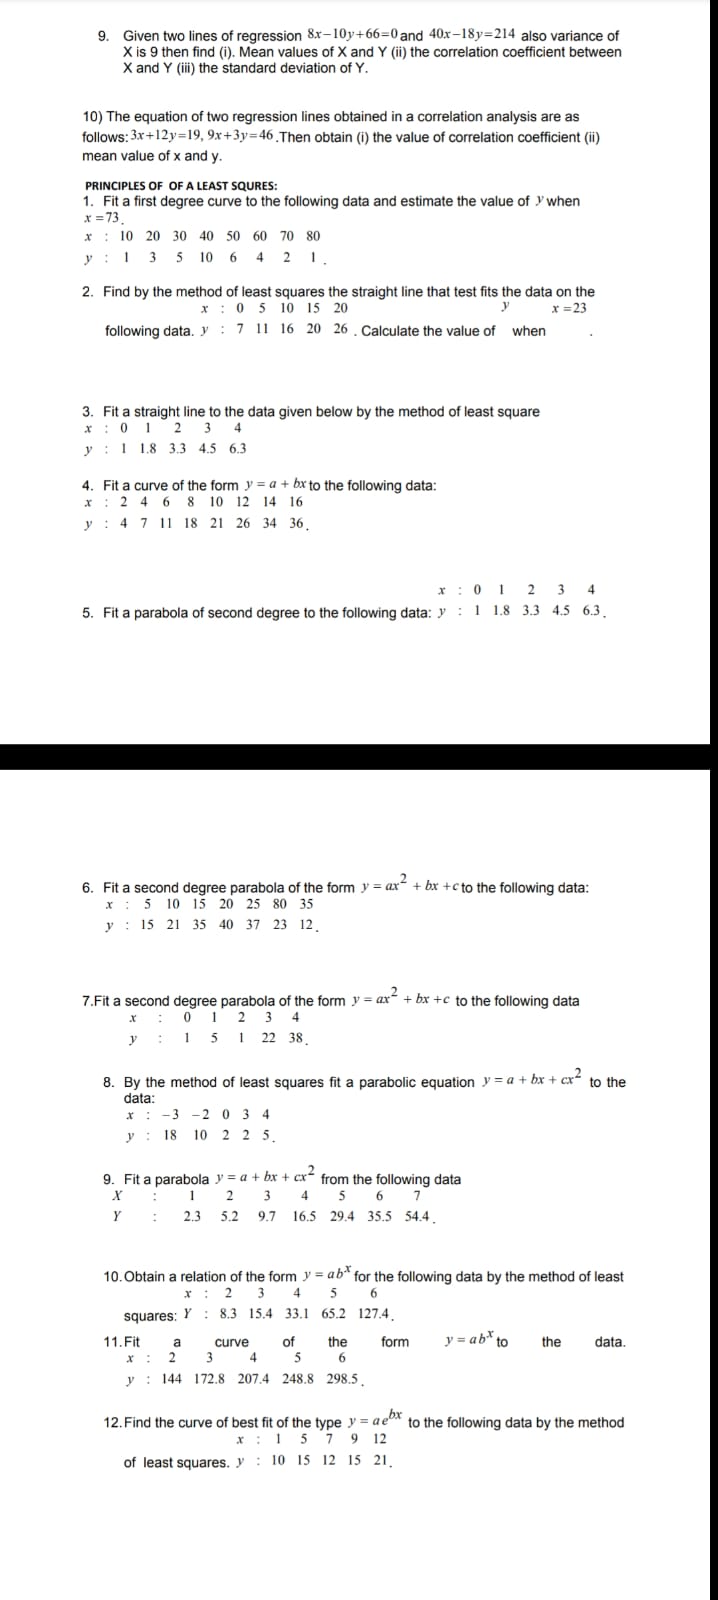 9. Given two lines of regression 8x−10y+66=0 and 40x−18y=214 also variance of
X is 9 then find (i). Mean values of X and Y (ii) the correlation coefficient between
X and Y (iii) the standard deviation of Y.
10) The equation of two regression lines obtained in a correlation analysis are as
follows: 3x+12y=19, 9x+3y=46 .Then obtain (i) the value of correlation coefficient (ii)
mean value of x and y.
PRINCIPLES OF OF A LEAST SQURES:
1. Fit a first degree curve to the following data and estimate the value of y when
x =73.
x : 10 20 30 40 50 60 70 80
y : 1 3 5 10 6 4 2 1 .
2. Find by the method of least squares the straight line that test fits the data on the
x : 0 5 10 15 20 y x =23
following data. y : 7 11 16 20 26 . Calculate the value of when .
3. Fit a straight line to the data given below by the method of least square
x : 0 1 2 3 4
y : 1 1.8 3.3 4.5 6.3
4. Fit a curve of the form y = a + bx to the following data:
x : 2 4 6 8 10 12 14 16
y : 4 7 11 18 21 26 34 36.
x : 0 1 2 3 4
5. Fit a parabola of second degree to the following data: y : 1 1.8 3.3 4.5 6.3.
6. Fit a second degree parabola of the form y = ax² + bx +c to the following data:
x : 5 10 15 20 25 80 35
y : 15 21 35 40 37 23 12.
7.Fit a second degree parabola of the form y = ax² + bx +c to the following data
x : 0 1 2 3 4
y : 1 5 1 22 38.
8. By the method of least squares fit a parabolic equation y = a + bx + cx² to the
data:
x : −3 −2 0 3 4
y : 18 10 2 2 5.
9. Fit a parabola y = a + bx + cx² from the following data
X : 1 2 3 4 5 6 7
Y : 2.3 5.2 9.7 16.5 29.4 35.5 54.4.
10. Obtain a relation of the form y = abˣ for the following data by the method of least
x : 2 3 4 5 6
squares: Y : 8.3 15.4 33.1 65.2 127.4.
11. Fit a curve of the form y = abˣ to the data.
x : 2 3 4 5 6
y : 144 172.8 207.4 248.8 298.5.
12. Find the curve of best fit of the type y = ae^bx to the following data by the method
x : 1 5 7 9 12
of least squares. y : 10 15 12 15 21.